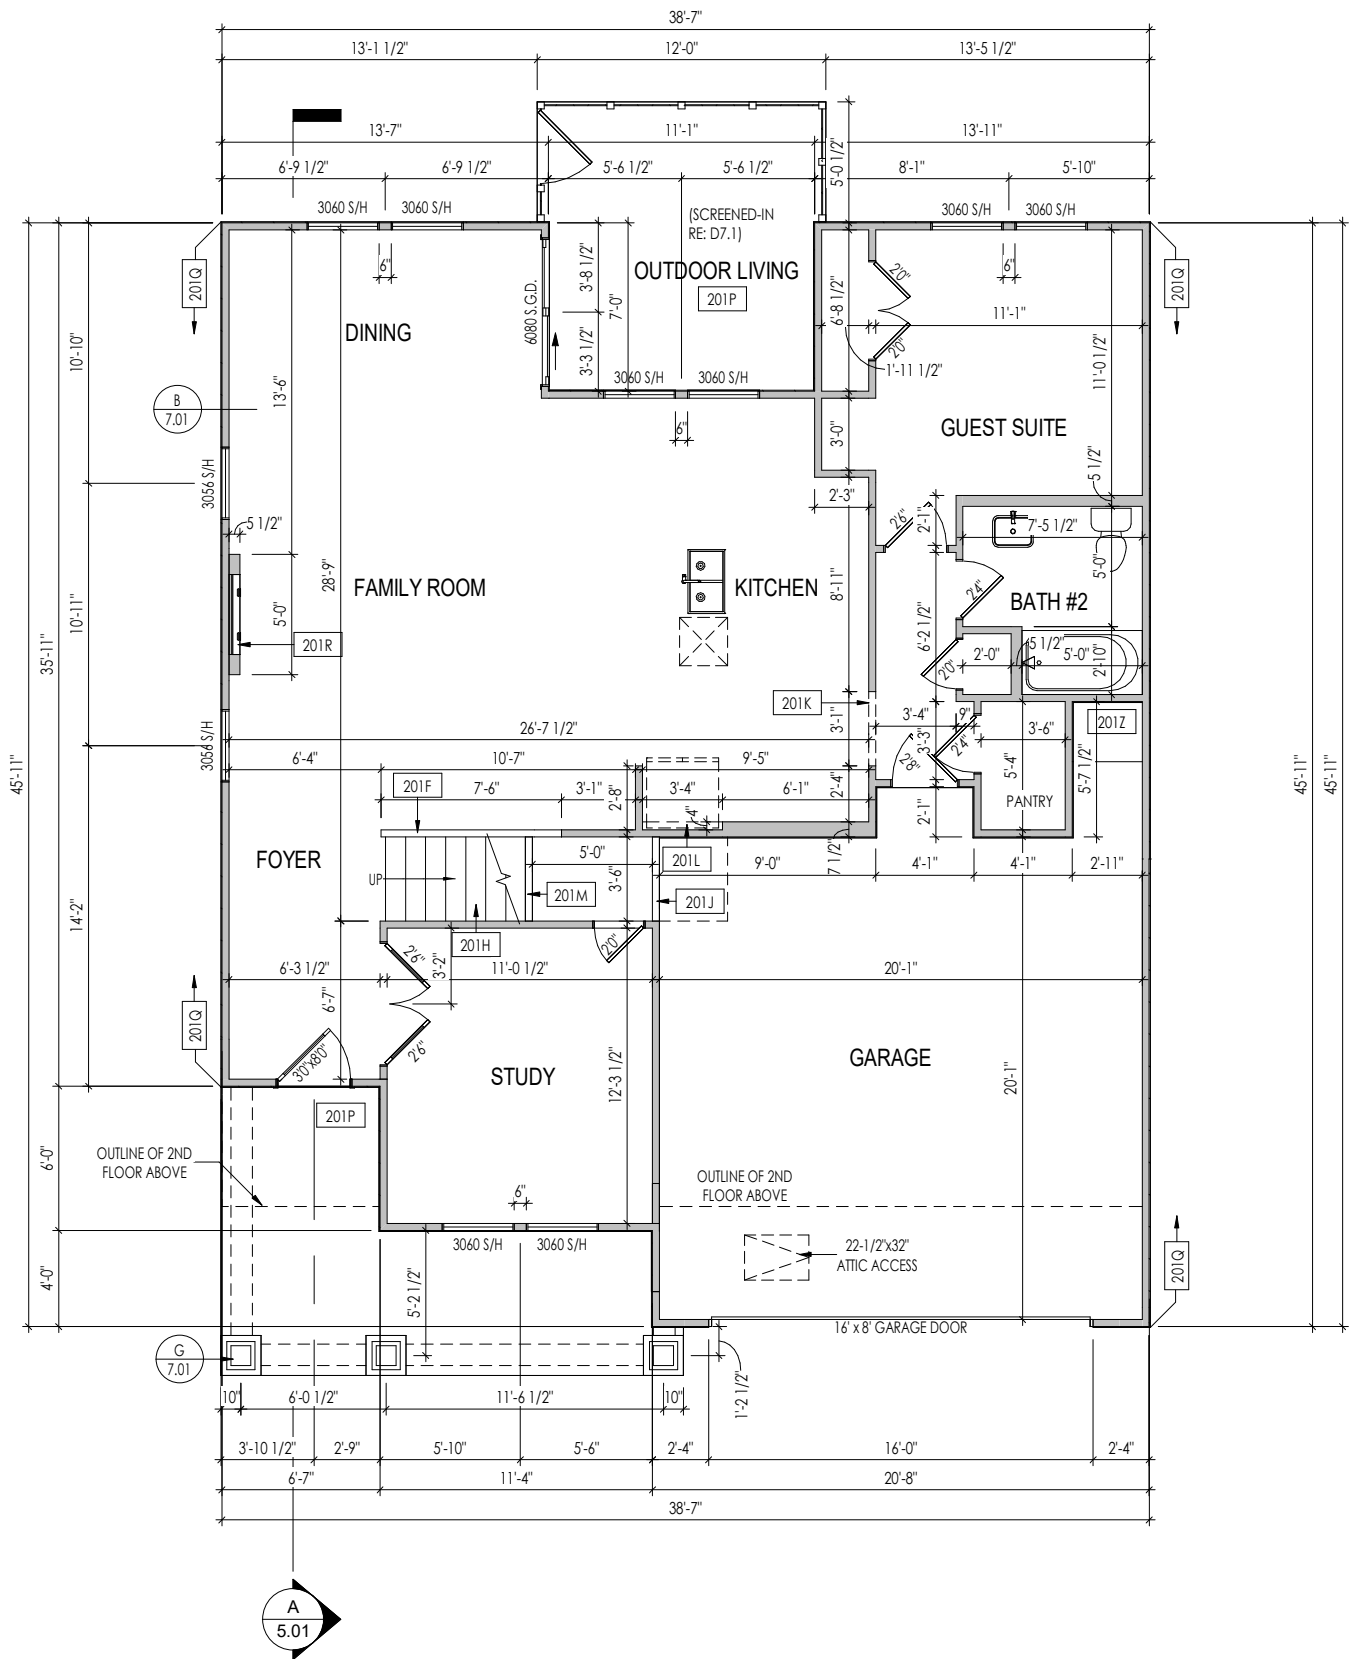 38'-7"
13'-1 1/2"
12'-0"
13'-5 1/2"
13'-7"
11'-1"
13'-11"
6'-9 1/2"
6'-9 1/2"
5'-6 1/2"
5'-6 1/2"
5'-0 1/2"
8'-1"
5'-10"
3060 S/H
3060 S/H
(SCREENED-IN
RE: D7.1)
3060 S/H
3060 S/H
201Q
6"
6080 S.G.D.
3'-8 1/2"
7'-0"
3'-3 1/2"
OUTDOOR LIVING
201P
6'-8 1/2"
2'0"
2'0"
6"
11'-1"
201Q
DINING
10'-10"
13'-6"
3060 S/H
3060 S/H
1'-11 1/2"
11'-0 1/2"
B
7.01
6"
3'-0"
GUEST SUITE
3056 S/H
5 1/2"
2'-3"
2'6"
2'-1"
5 1/2"
7'-5 1/2"
5'-0"
FAMILY ROOM
28'-9"
KITCHEN
8'-11"
2'4"
BATH #2
10'-11"
5'-0"
201R
6'-2 1/2"
2'0"
2'-0"
5 1/2"
5'-0"
2'-10"
35'-11"
45'-11"
45'-11"
45'-11"
201K
3056 S/H
26'-7 1/2"
3'-1"
3'-4"
9"
3'-3"
2'4"
3'-6"
201Z
6'-4"
10'-7"
9'-5"
2'8"
5'-4"
5'-7 1/2"
201F
7'-6"
3'-1"
2'-8"
3'-4"
6'-1"
2'-4"
4"
2'-1"
PANTRY
FOYER
5'-0"
3'-6"
201L
9'-0"
7 1/2"
4'-1"
4'-1"
2'-11"
UP
201M
201J
14'-2"
201H
2'0"
2'6"
3'-2"
6'-3 1/2"
11'-0 1/2"
20'-1"
201Q
6'-7"
3'0"x8'0"
2'6"
STUDY
12'-3 1/2"
GARAGE
20'-1"
201P
OUTLINE OF 2ND
FLOOR ABOVE
6'-0"
OUTLINE OF 2ND
FLOOR ABOVE
6"
3060 S/H
3060 S/H
22-1/2"x32"
ATTIC ACCESS
201Q
4'-0"
5'-2 1/2"
16' x 8' GARAGE DOOR
G
7.01
10"
6'-0 1/2"
11'-6 1/2"
10"
1'-2 1/2"
3'-10 1/2"
2'-9"
5'-10"
5'-6"
2'-4"
16'-0"
2'-4"
6'-7"
11'-4"
20'-8"
38'-7"
A
5.01